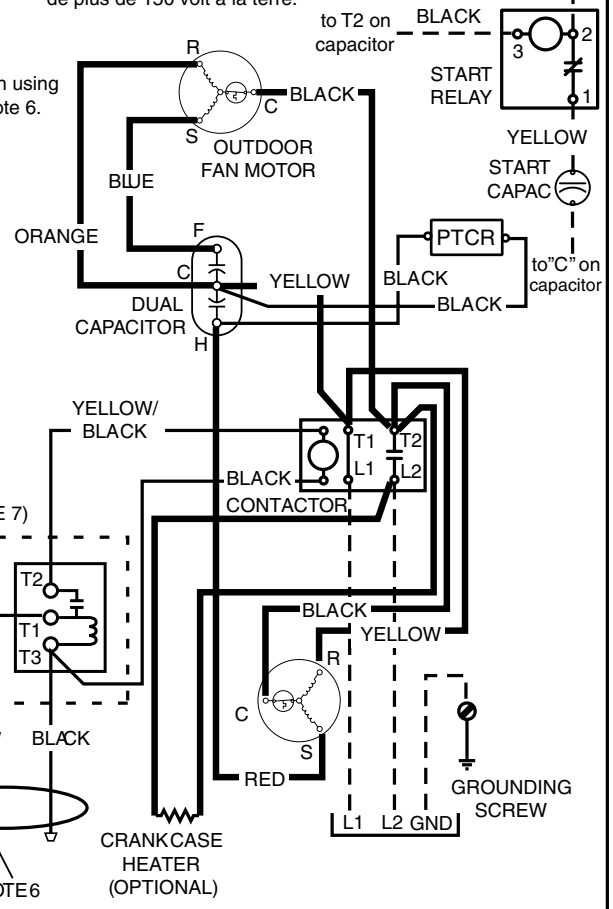 de plus de 150 volt à la terre.
to T2 on
capacitor
BLACK
3
2
1
START
RELAY
YELLOW
START
CAPAC
to"C" on
capacitor
n using
ote 6.
R
S
C
BLACK
OUTDOOR
FAN MOTOR
BLUE
ORANGE
F
C
H
DUAL
CAPACITOR
YELLOW
PTCR
BLACK
BLACK
YELLOW/
BLACK
T1
T2
L1
L2
BLACK
CONTACTOR
E 7)
T2
T1
T3
BLACK
BLACK
YELLOW
R
C
S
RED
GROUNDING
SCREW
L1 L2 GND
CRANKCASE
HEATER
(OPTIONAL)
OTE6